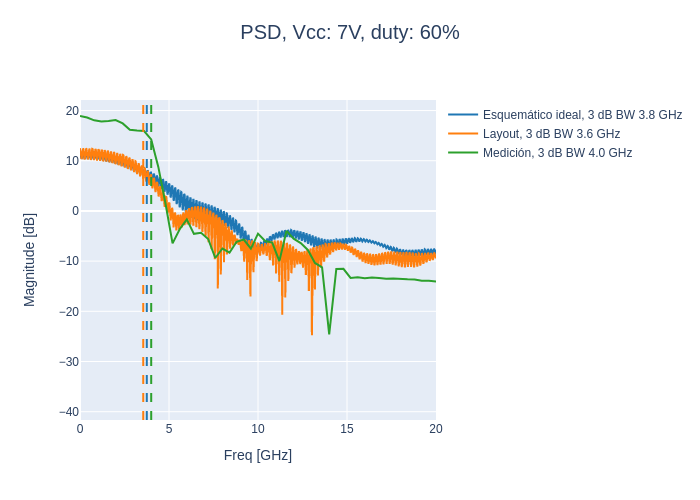 PSD, Vcc: 7V, duty: 60%
Esquemático ideal, 3 dB BW 3.8 GHz
Layout, 3 dB BW 3.6 GHz
Medición, 3 dB BW 4.0 GHz
Magnitude [dB]
20
10
0
−10
−20
−30
−40
0 5 10 15 20
Freq [GHz]